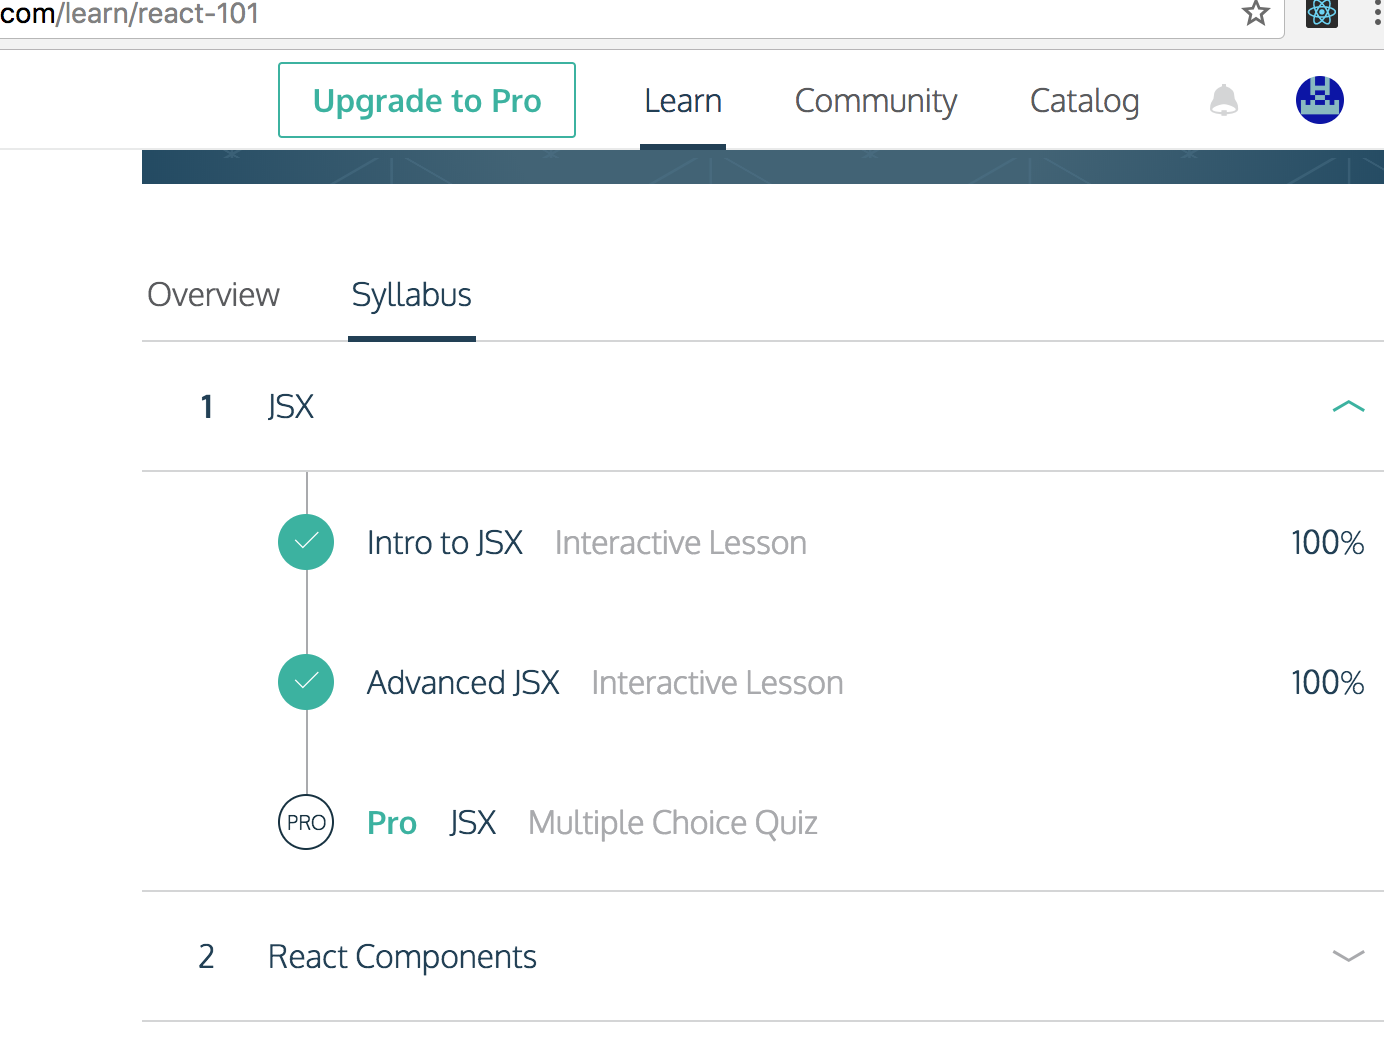 com/learn/react-101
Upgrade to Pro Learn Community Catalog
Overview Syllabus
1 JSX
Intro to JSX Interactive Lesson 100%
Advanced JSX Interactive Lesson 100%
PRO Pro JSX Multiple Choice Quiz
2 React Components